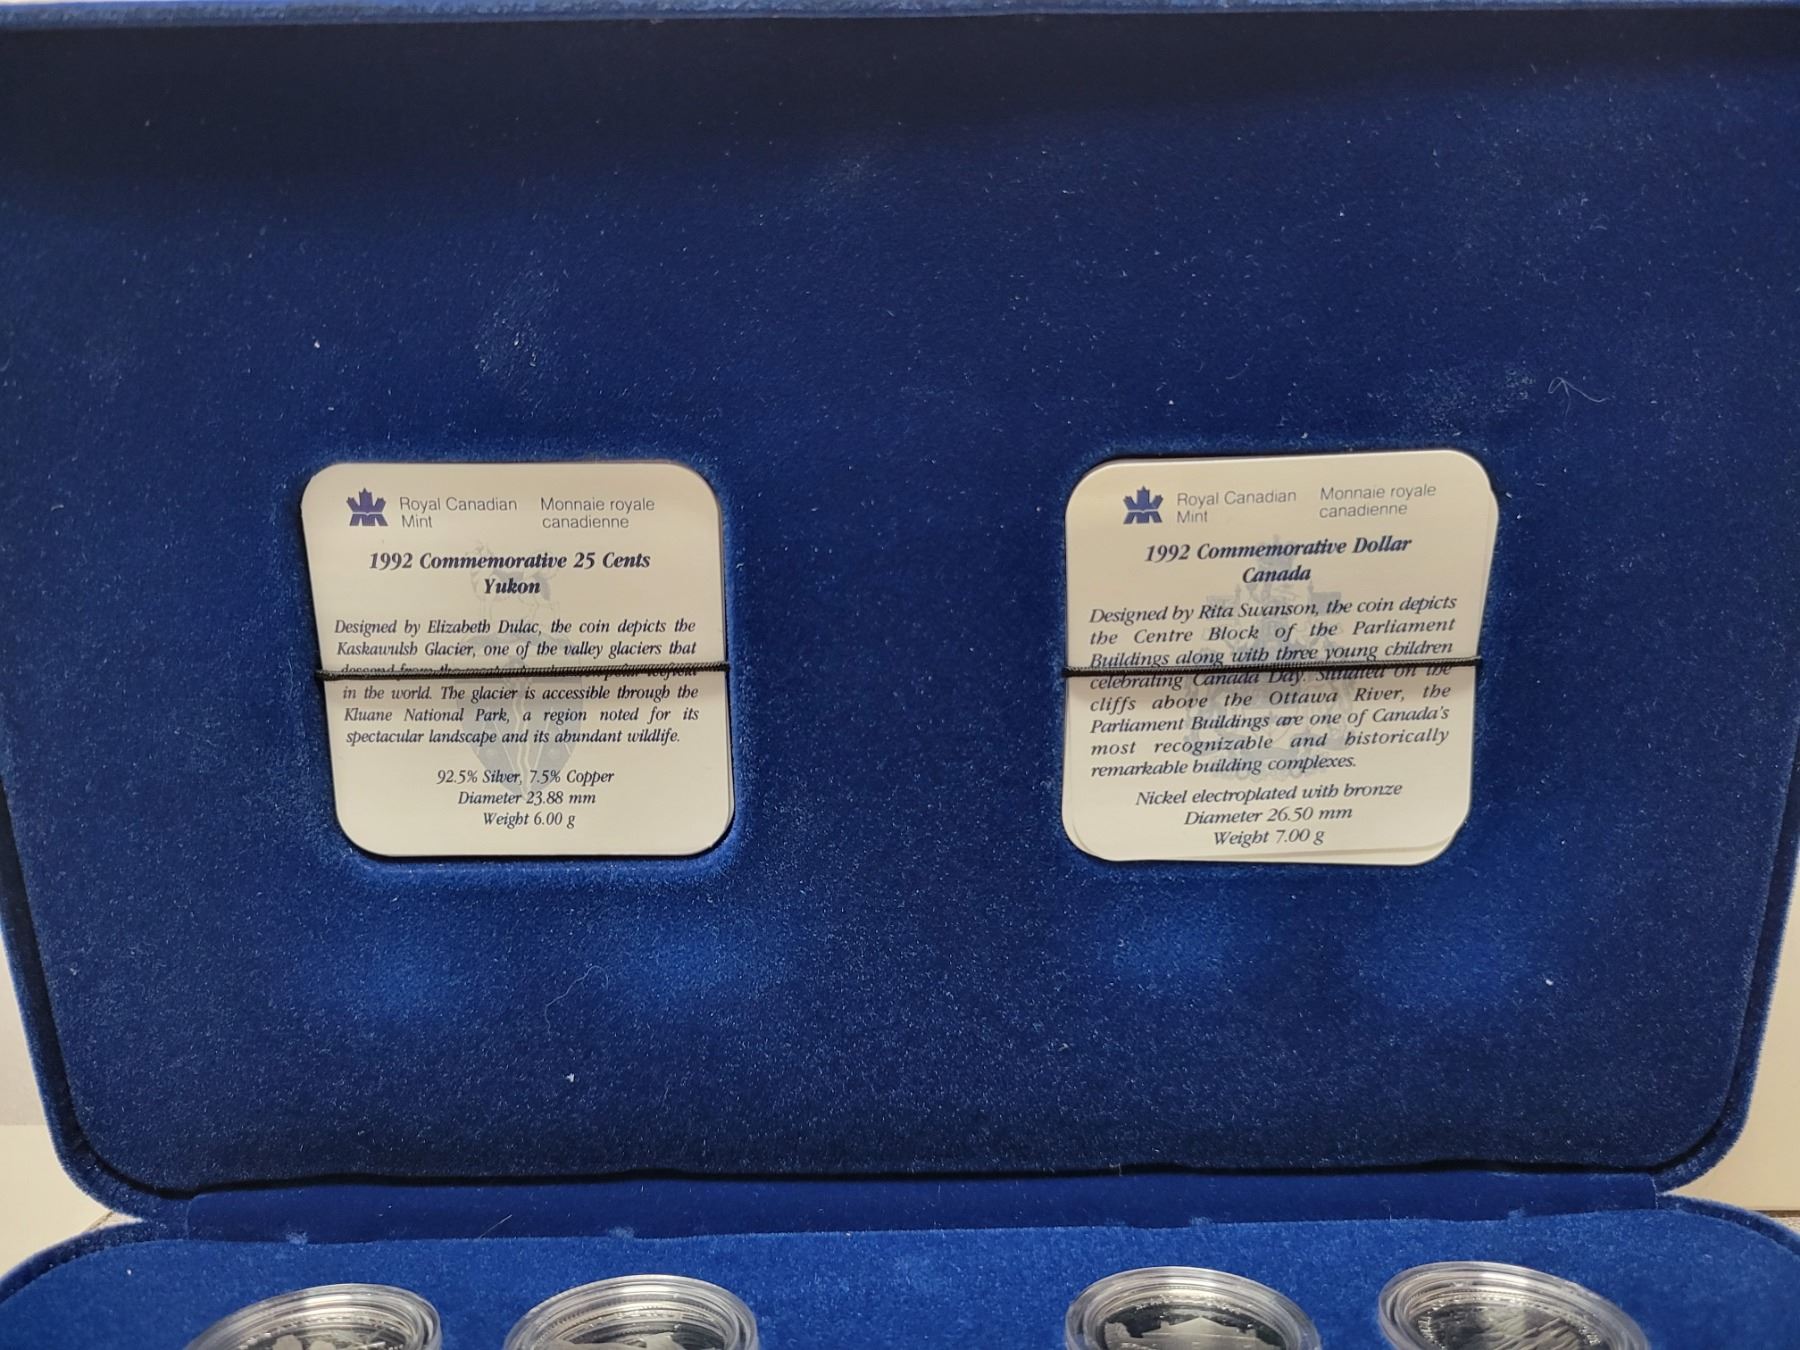 Royal Canadian Mint
Monnaie royale canadienne
1992 Commemorative 25 Cents
Yukon
Designed by Elizabeth Dulac, the coin depicts the
Kaskawulsh Glacier, one of the valley glaciers that
descend from the
in the world. The glacier is accessible through the
Kluane National Park, a region noted for its
spectacular landscape and its abundant wildlife.
92.5% Silver, 7.5% Copper
Diameter 23.88 mm
Weight 6.00 g
Royal Canadian Mint
Monnaie royale canadienne
1992 Commemorative Dollar
Canada
Designed by Rita Swanson, the coin depicts
the Centre Block of the Parliament
Buildings along with three young children
celebrating Canada Day. Situated on the
cliffs above the Ottawa River, the
Parliament Buildings are one of Canada's
most recognizable and historically
remarkable building complexes.
Nickel electroplated with bronze
Diameter 26.50 mm
Weight 7.00 g